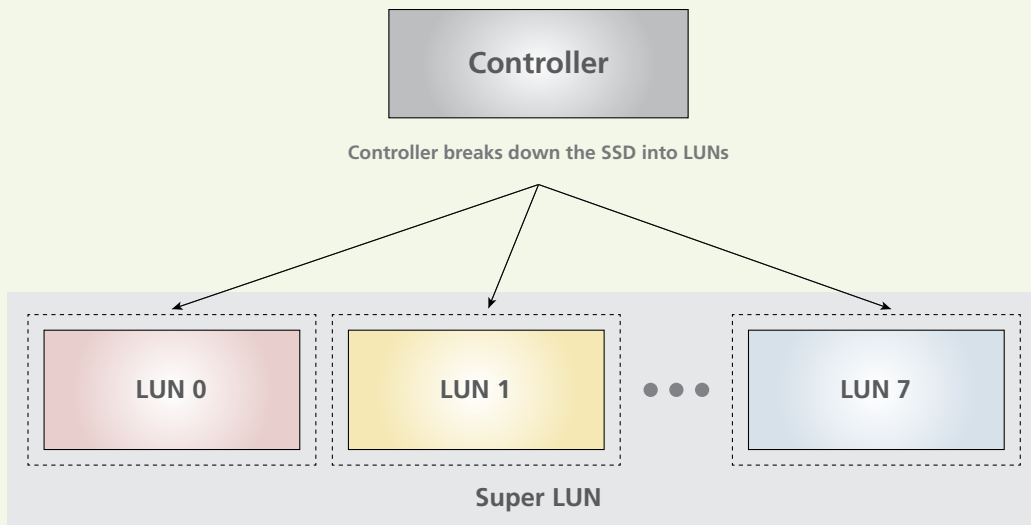 Controller
Controller breaks down the SSD into LUNs
LUN 0
LUN 1
LUN 7
Super LUN